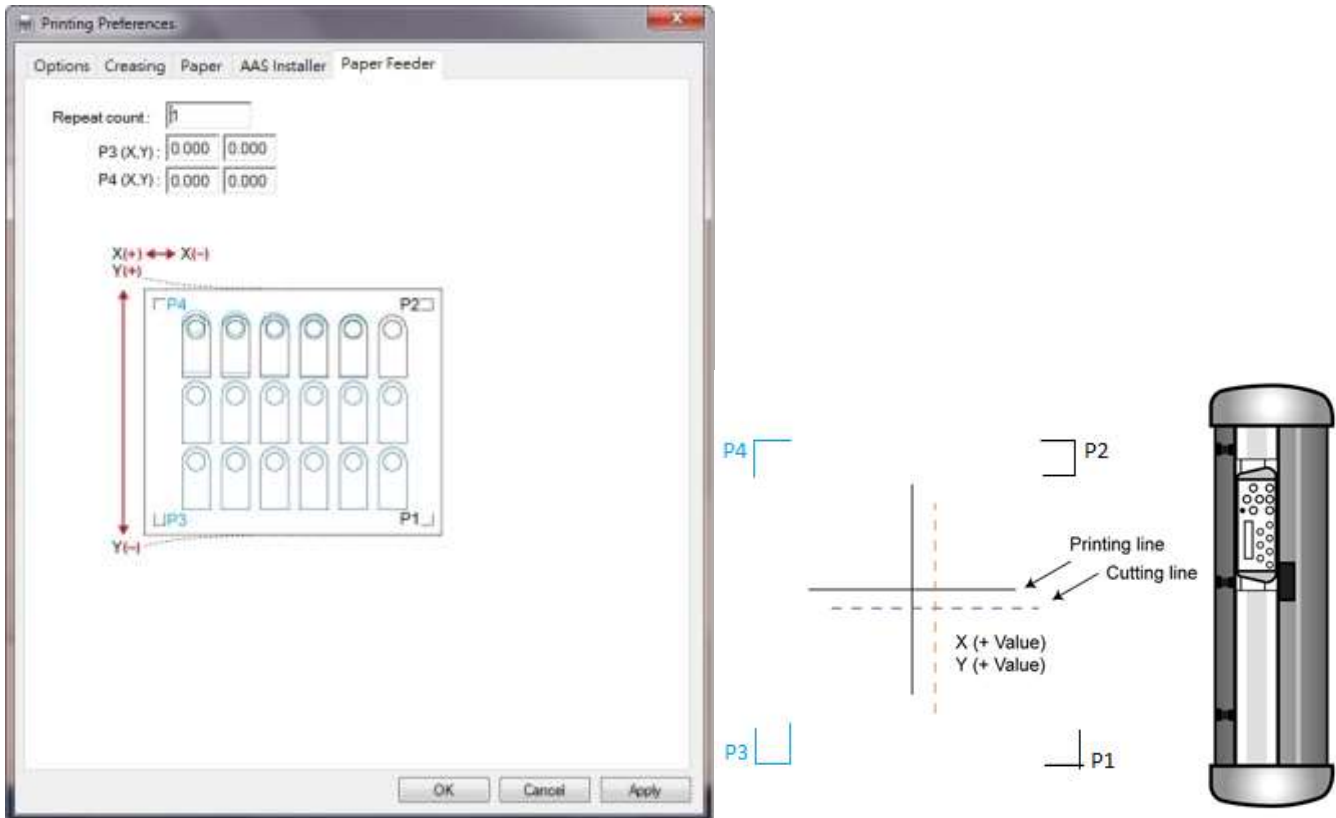 Printing Preferences
Options Creasing Paper AAS Installer Paper Feeder
Repeat count: 1
P3 (X,Y): 0.000 0.000
P4 (X,Y): 0.000 0.000
X(+) X(-)
Y(+)
P4 P2
P3 P1
Y(-)
OK Cancel Apply
P4 P2
Printing line
Cutting line
X (+ Value)
Y (+ Value)
P3 P1